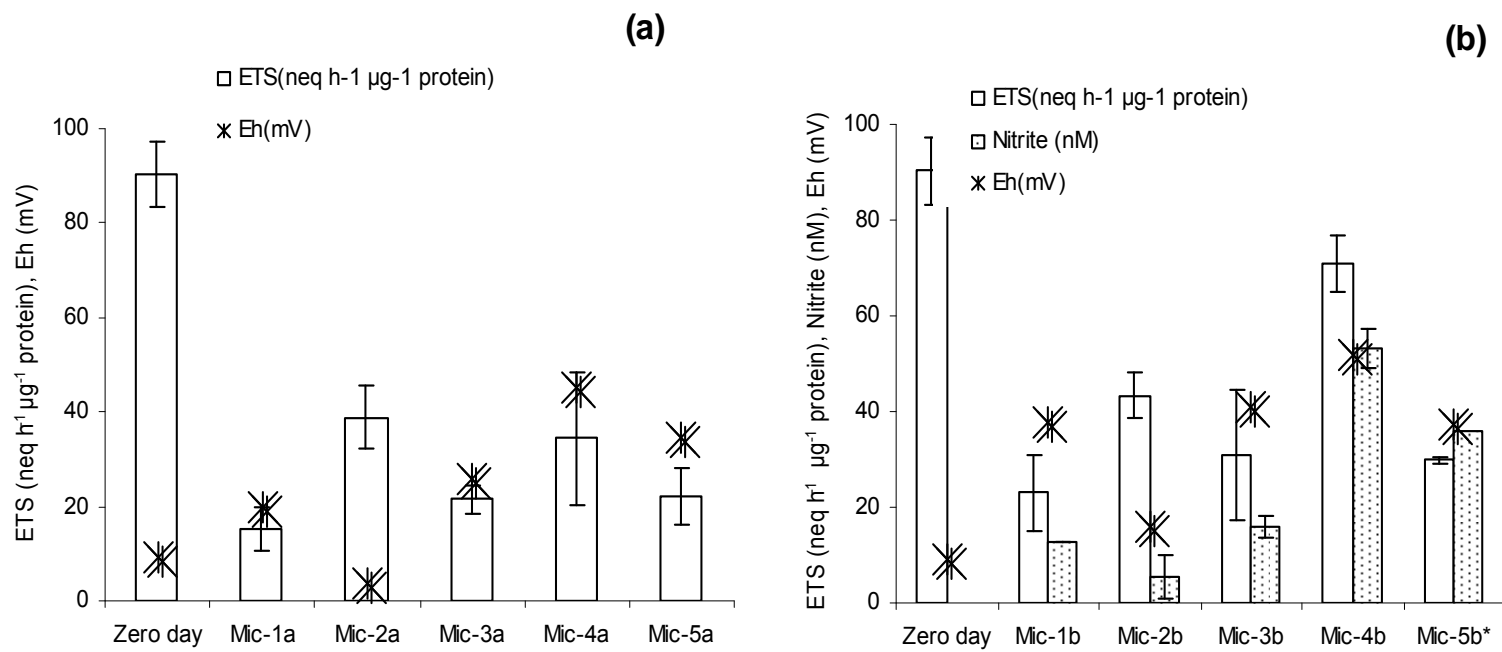 (a)
ETS(neq h-1 µg-1 protein)
Eh(mV)
ETS (neq h⁻¹ µg⁻¹ protein), Eh (mV)
100
80
60
40
20
0
Zero day Mic-1a Mic-2a Mic-3a Mic-4a Mic-5a
(b)
ETS(neq h-1 µg-1 protein)
Nitrite (nM)
Eh(mV)
ETS (neq h⁻¹ µg⁻¹ protein), Nitrite (nM), Eh (mV)
100
80
60
40
20
0
Zero day Mic-1b Mic-2b Mic-3b Mic-4b Mic-5b*